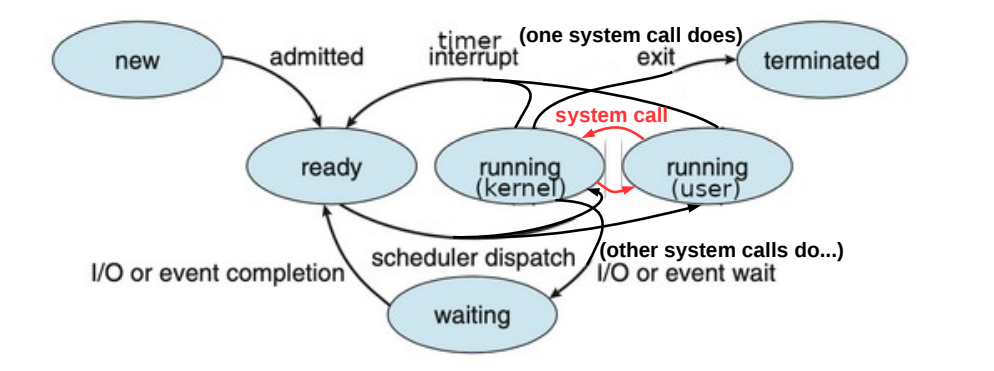 (one system call does)
timer
interrupt
new
admitted
exit
terminated
system call
ready
running
(kernel)
running
(user)
scheduler dispatch
(other system calls do...)
I/O or event completion
I/O or event wait
waiting